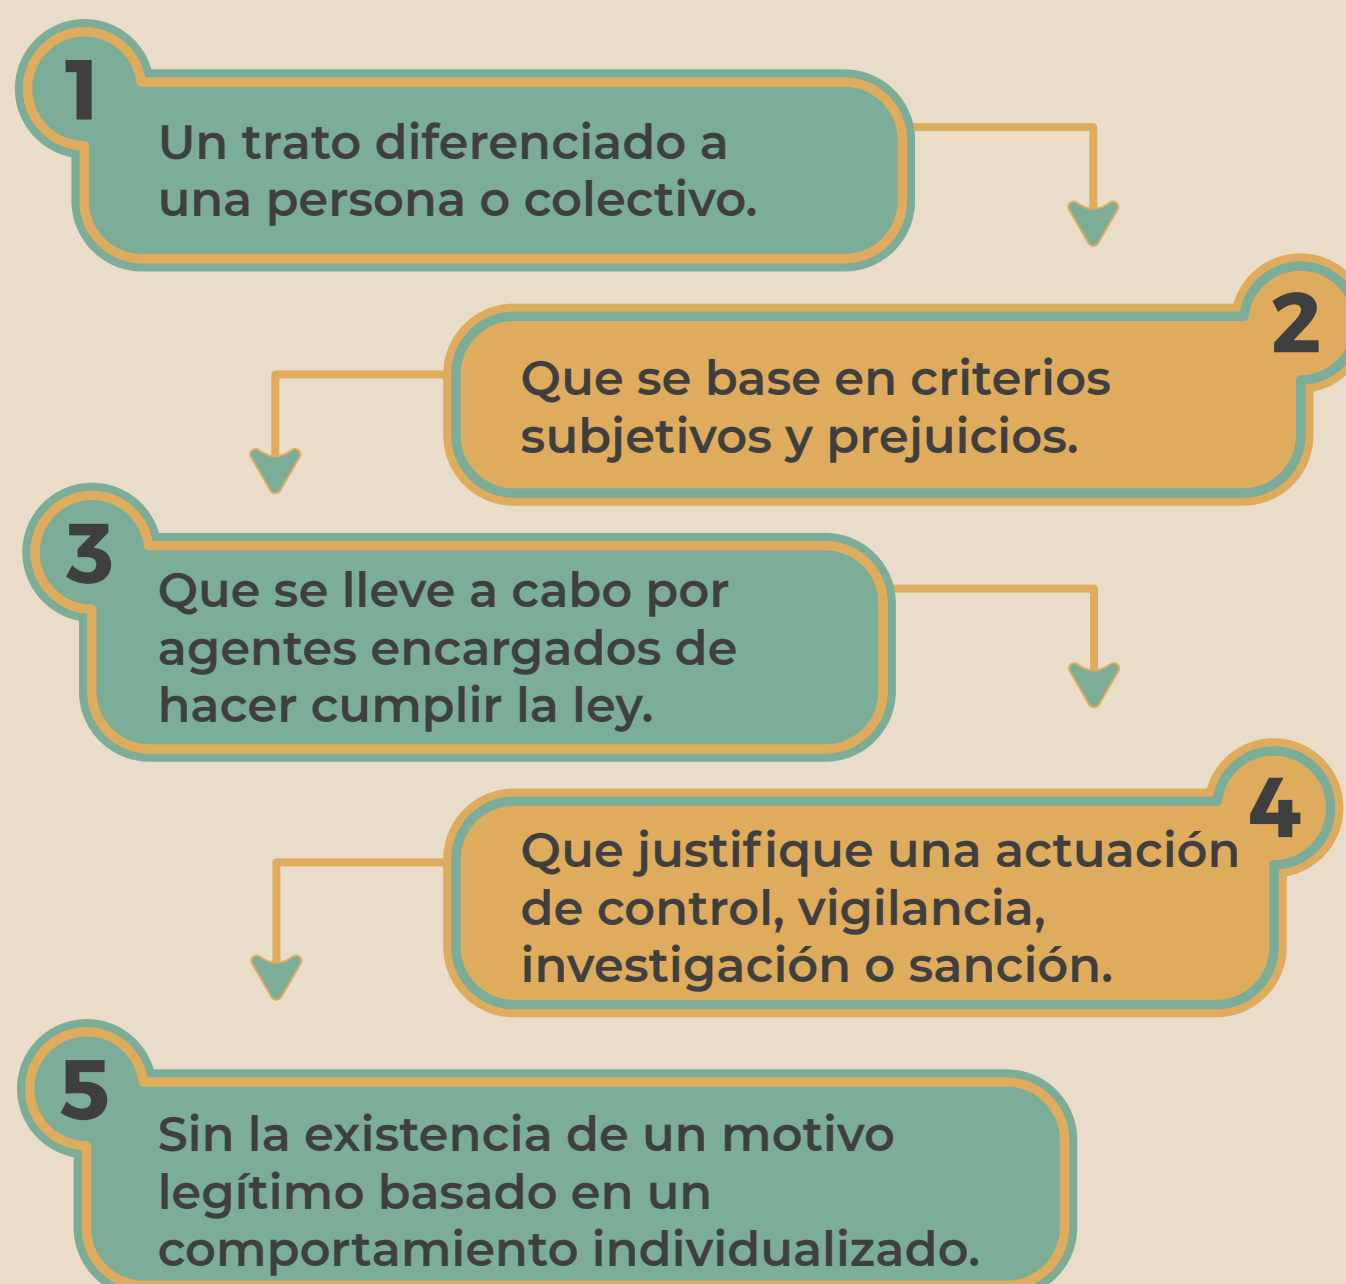 1
Un trato diferenciado a
una persona o colectivo.
2
Que se base en criterios
subjetivos y prejuicios.
3
Que se lleve a cabo por
agentes encargados de
hacer cumplir la ley.
4
Que justifique una actuación
de control, vigilancia,
investigación o sanción.
5
Sin la existencia de un motivo
legítimo basado en un
comportamiento individualizado.